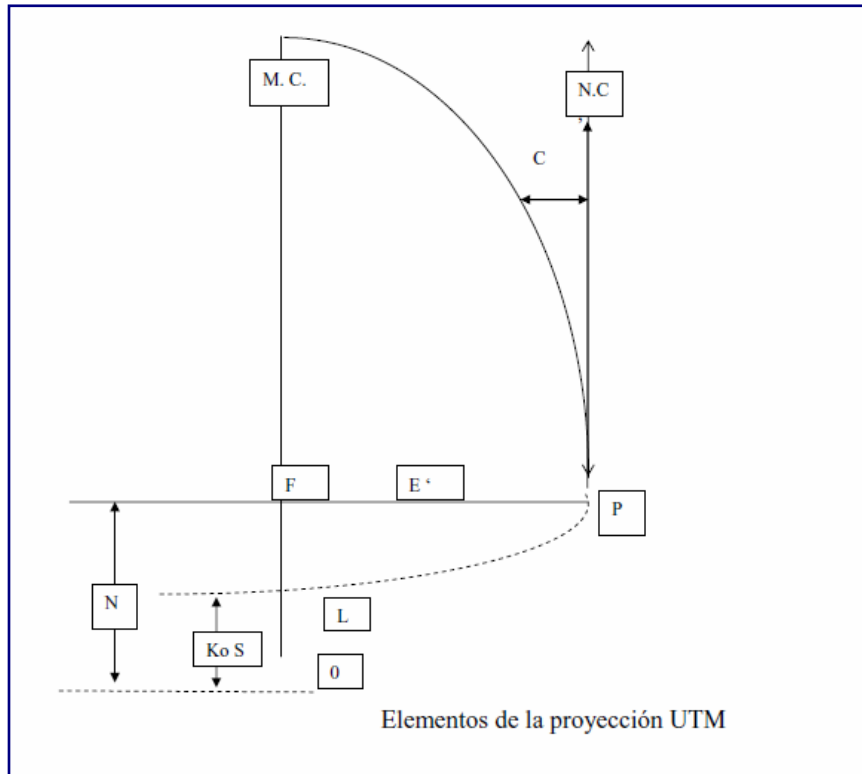 M. C.
N.C
’
C
F
E ‘
P
N
L
Ko S
0
Elementos de la proyección UTM